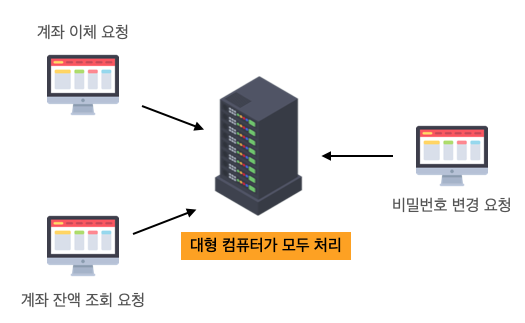 계좌 이체 요청
비밀번호 변경 요청
대형 컴퓨터가 모두 처리
계좌 잔액 조회 요청